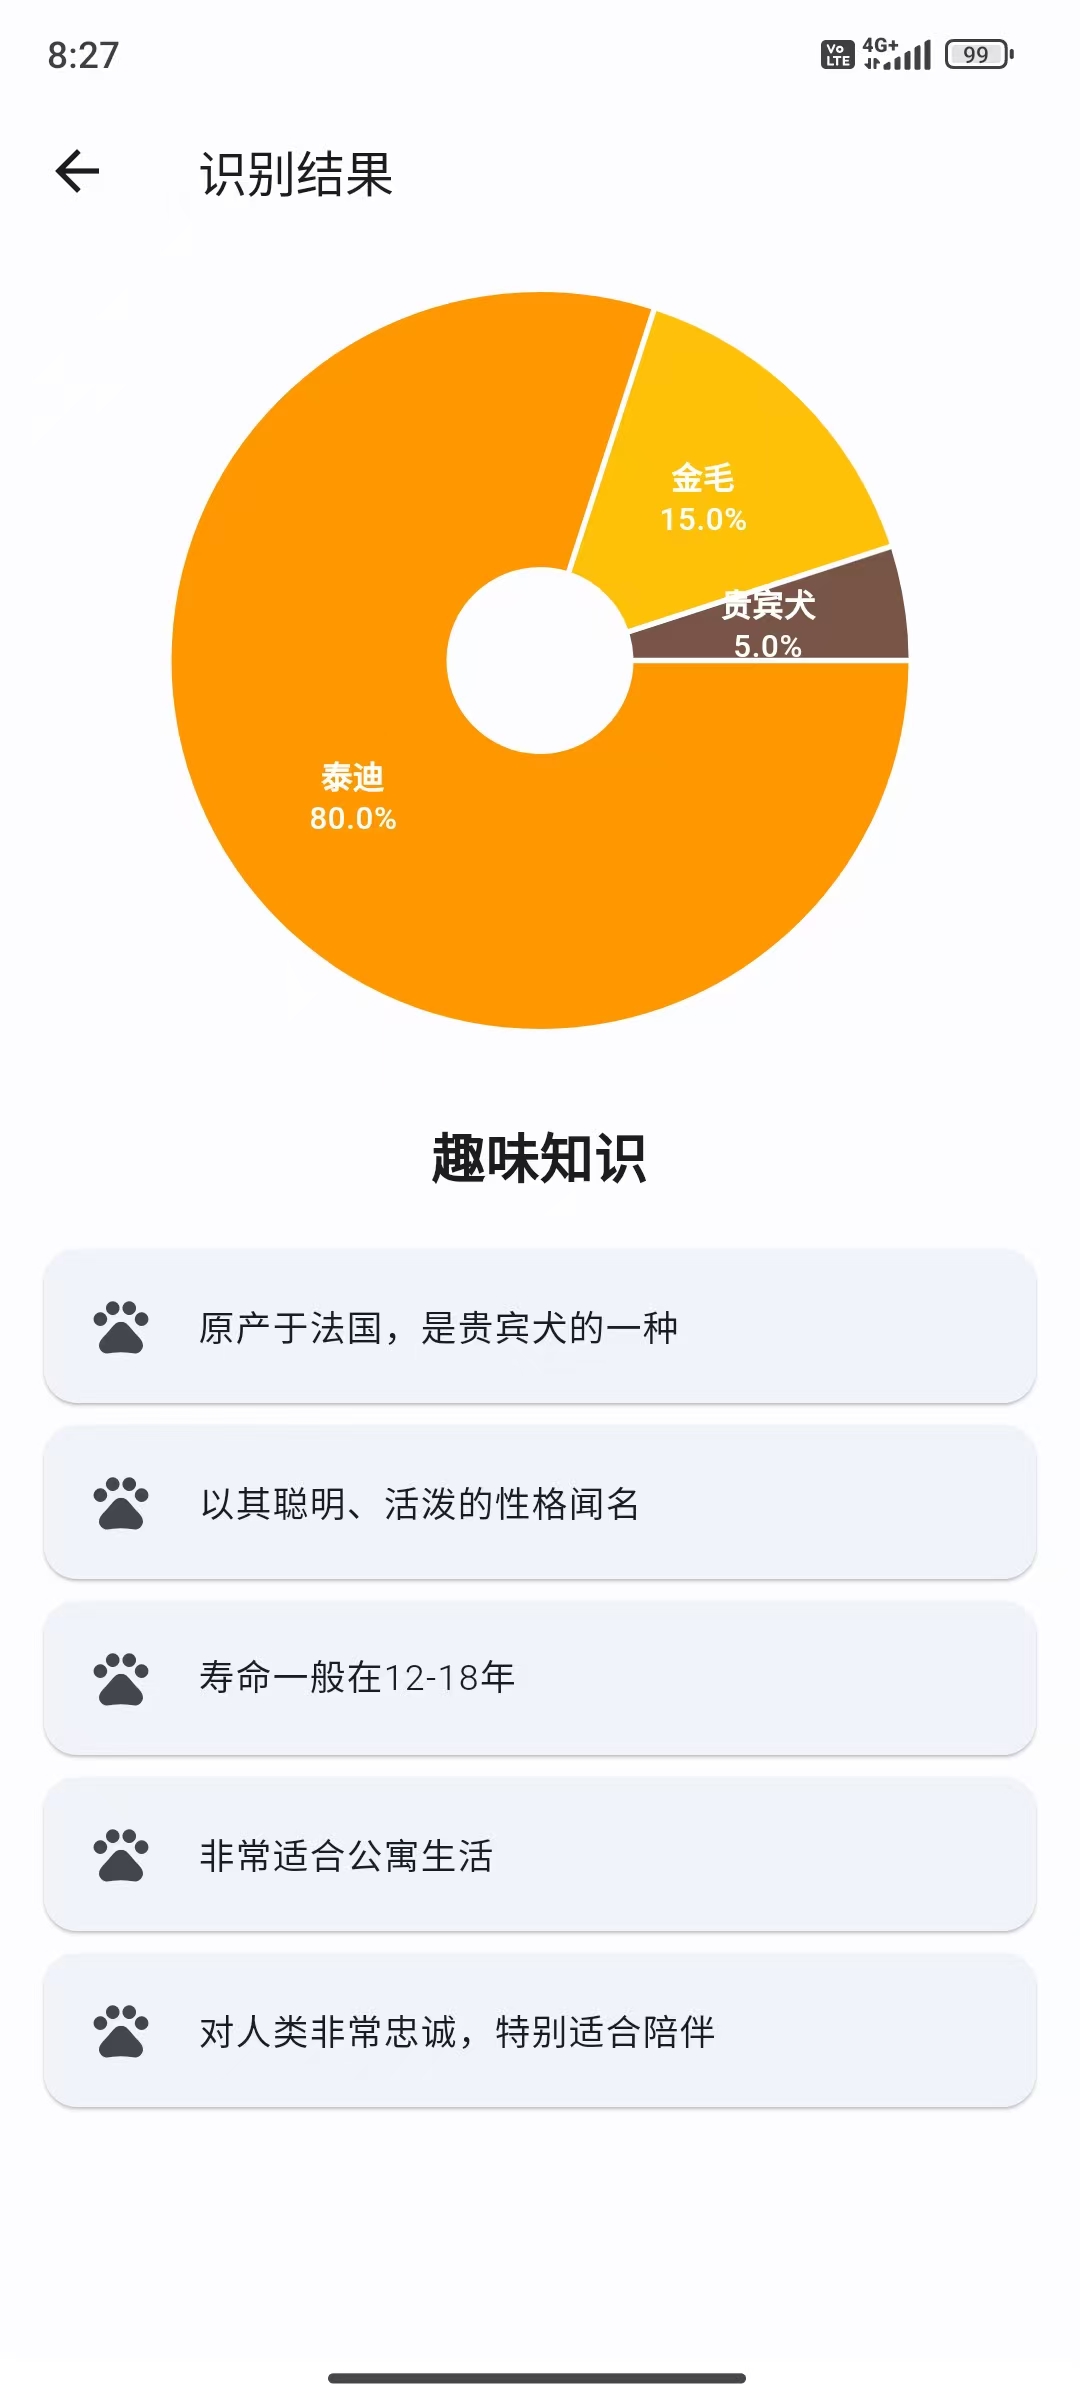 8:27
Vo LTE 4G+ 99
识别结果
金毛
15.0%
贵宾犬
5.0%
泰迪
80.0%
趣味知识
原产于法国，是贵宾犬的一种
以其聪明、活泼的性格闻名
寿命一般在12-18年
非常适合公寓生活
对人类非常忠诚，特别适合陪伴